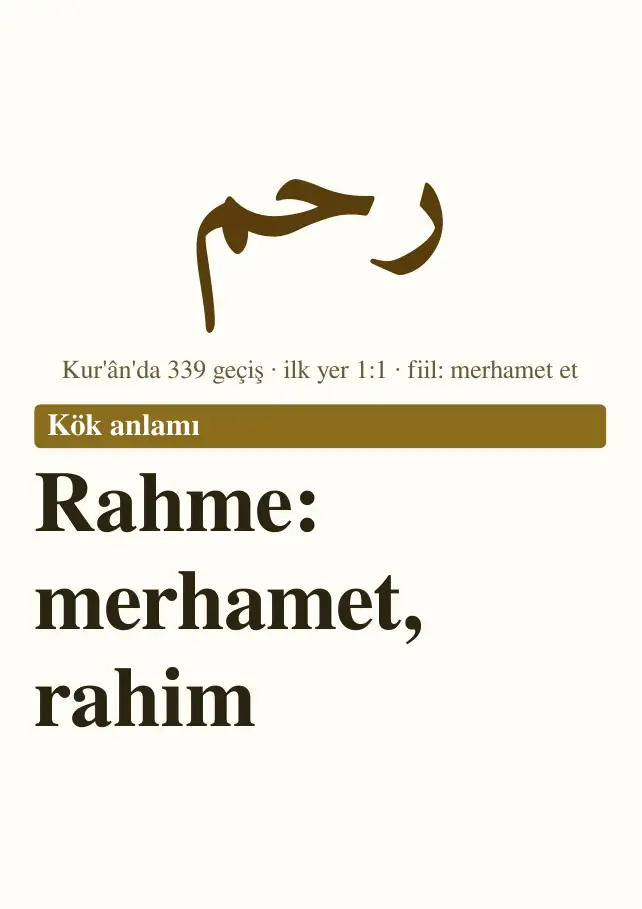 رحم
Kur'ân'da 339 geçiş · ilk yer 1:1 · fiil: merhamet et
Kök anlamı
Rahme:
merhamet,
rahim